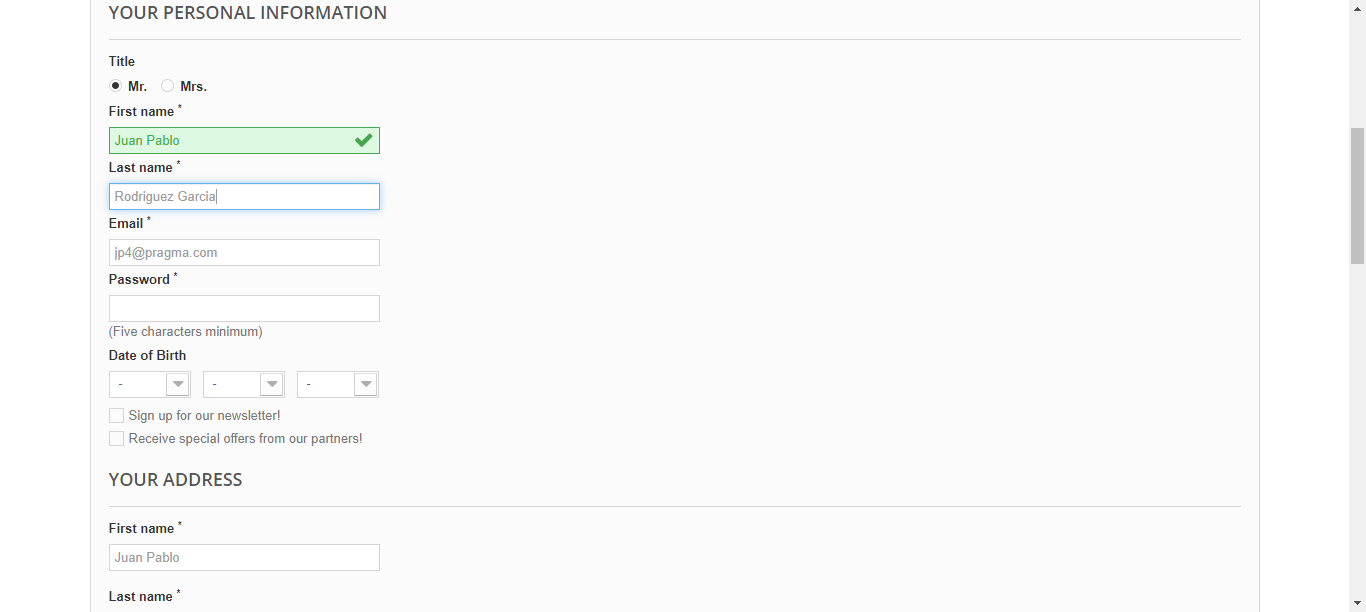 YOUR PERSONAL INFORMATION
Title
Mr. Mrs.
First name *
Juan Pablo
Last name *
Rodriguez Garcia
Email *
jp4@pragma.com
Password *
(Five characters minimum)
Date of Birth
- - -
Sign up for our newsletter!
Receive special offers from our partners!
YOUR ADDRESS
First name *
Juan Pablo
Last name *